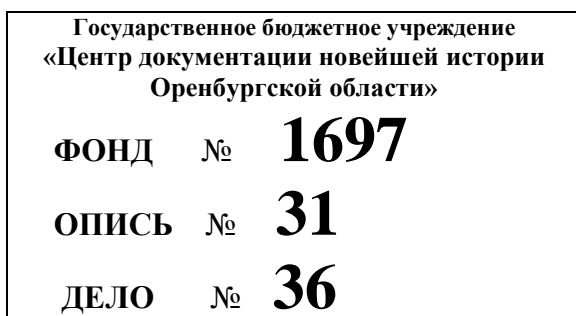 Государственное бюджетное учреждение
«Центр документации новейшей истории
Оренбургской области»
ФОНД № 1697
ОПИСЬ № 31
ДЕЛО № 36